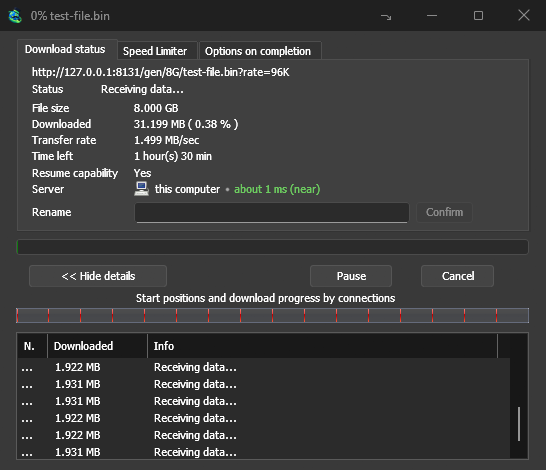 0% test-file.bin
Download status Speed Limiter Options on completion
http://127.0.0.1:8131/gen/8G/test-file.bin?rate=96K
Status Receiving data...
File size 8.000 GB
Downloaded 31.199 MB ( 0.38 % )
Transfer rate 1.499 MB/sec
Time left 1 hour(s) 30 min
Resume capability Yes
Server this computer • about 1 ms (near)
Rename Confirm
<< Hide details Pause Cancel
Start positions and download progress by connections
N. Downloaded Info
... 1.922 MB Receiving data...
... 1.931 MB Receiving data...
... 1.931 MB Receiving data...
... 1.922 MB Receiving data...
... 1.922 MB Receiving data...
... 1.931 MB Receiving data...